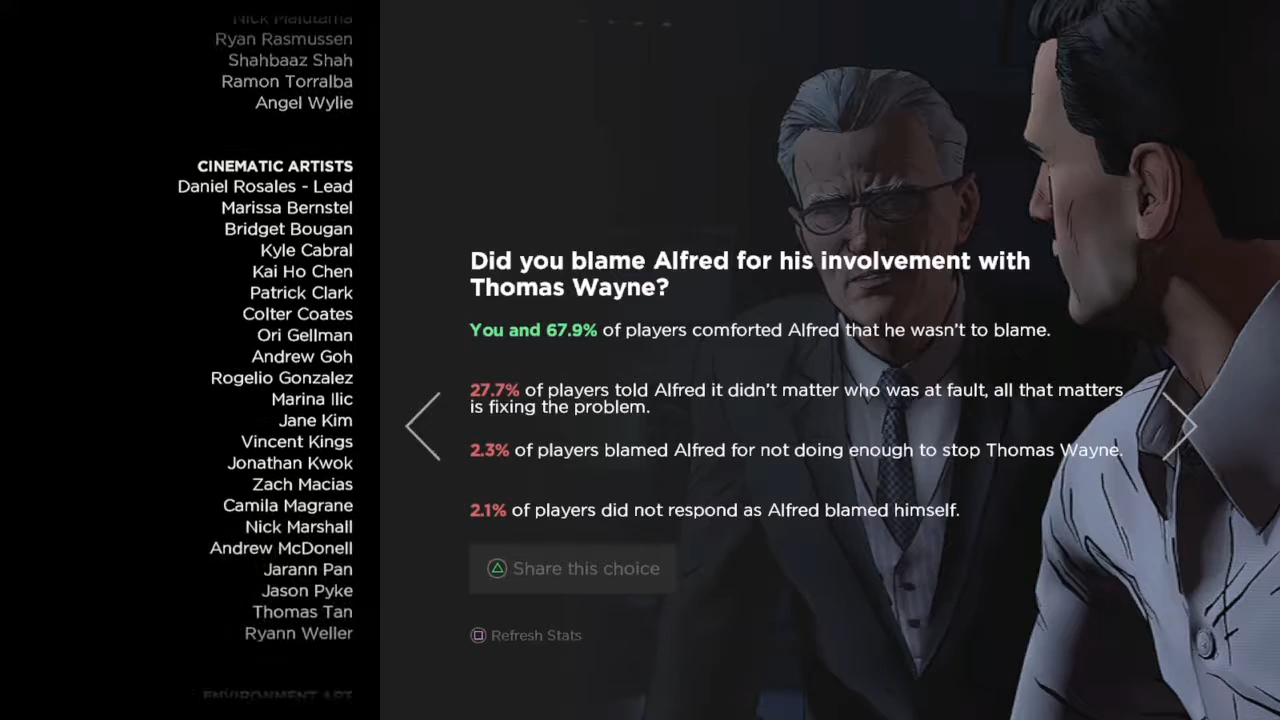 Ryan Rasmussen
Shahbaaz Shah
Ramon Torralba
Angel Wylie
CINEMATIC ARTISTS
Daniel Rosales - Lead
Marissa Bernstel
Bridget Bougan
Kyle Cabral
Kai Ho Chen
Patrick Clark
Colter Coates
Ori Gellman
Andrew Goh
Rogelio Gonzalez
Marina Ilic
Jane Kim
Vincent Kings
Jonathan Kwok
Zach Macias
Camila Magrane
Nick Marshall
Andrew McDonell
Jarann Pan
Jason Pyke
Thomas Tan
Ryann Weller
ENVIRONMENT ART
Did you blame Alfred for his involvement with
Thomas Wayne?
You and 67.9% of players comforted Alfred that he wasn't to blame.
27.7% of players told Alfred it didn't matter who was at fault, all that matters
is fixing the problem.
2.3% of players blamed Alfred for not doing enough to stop Thomas Wayne.
2.1% of players did not respond as Alfred blamed himself.
Share this choice
Refresh Stats